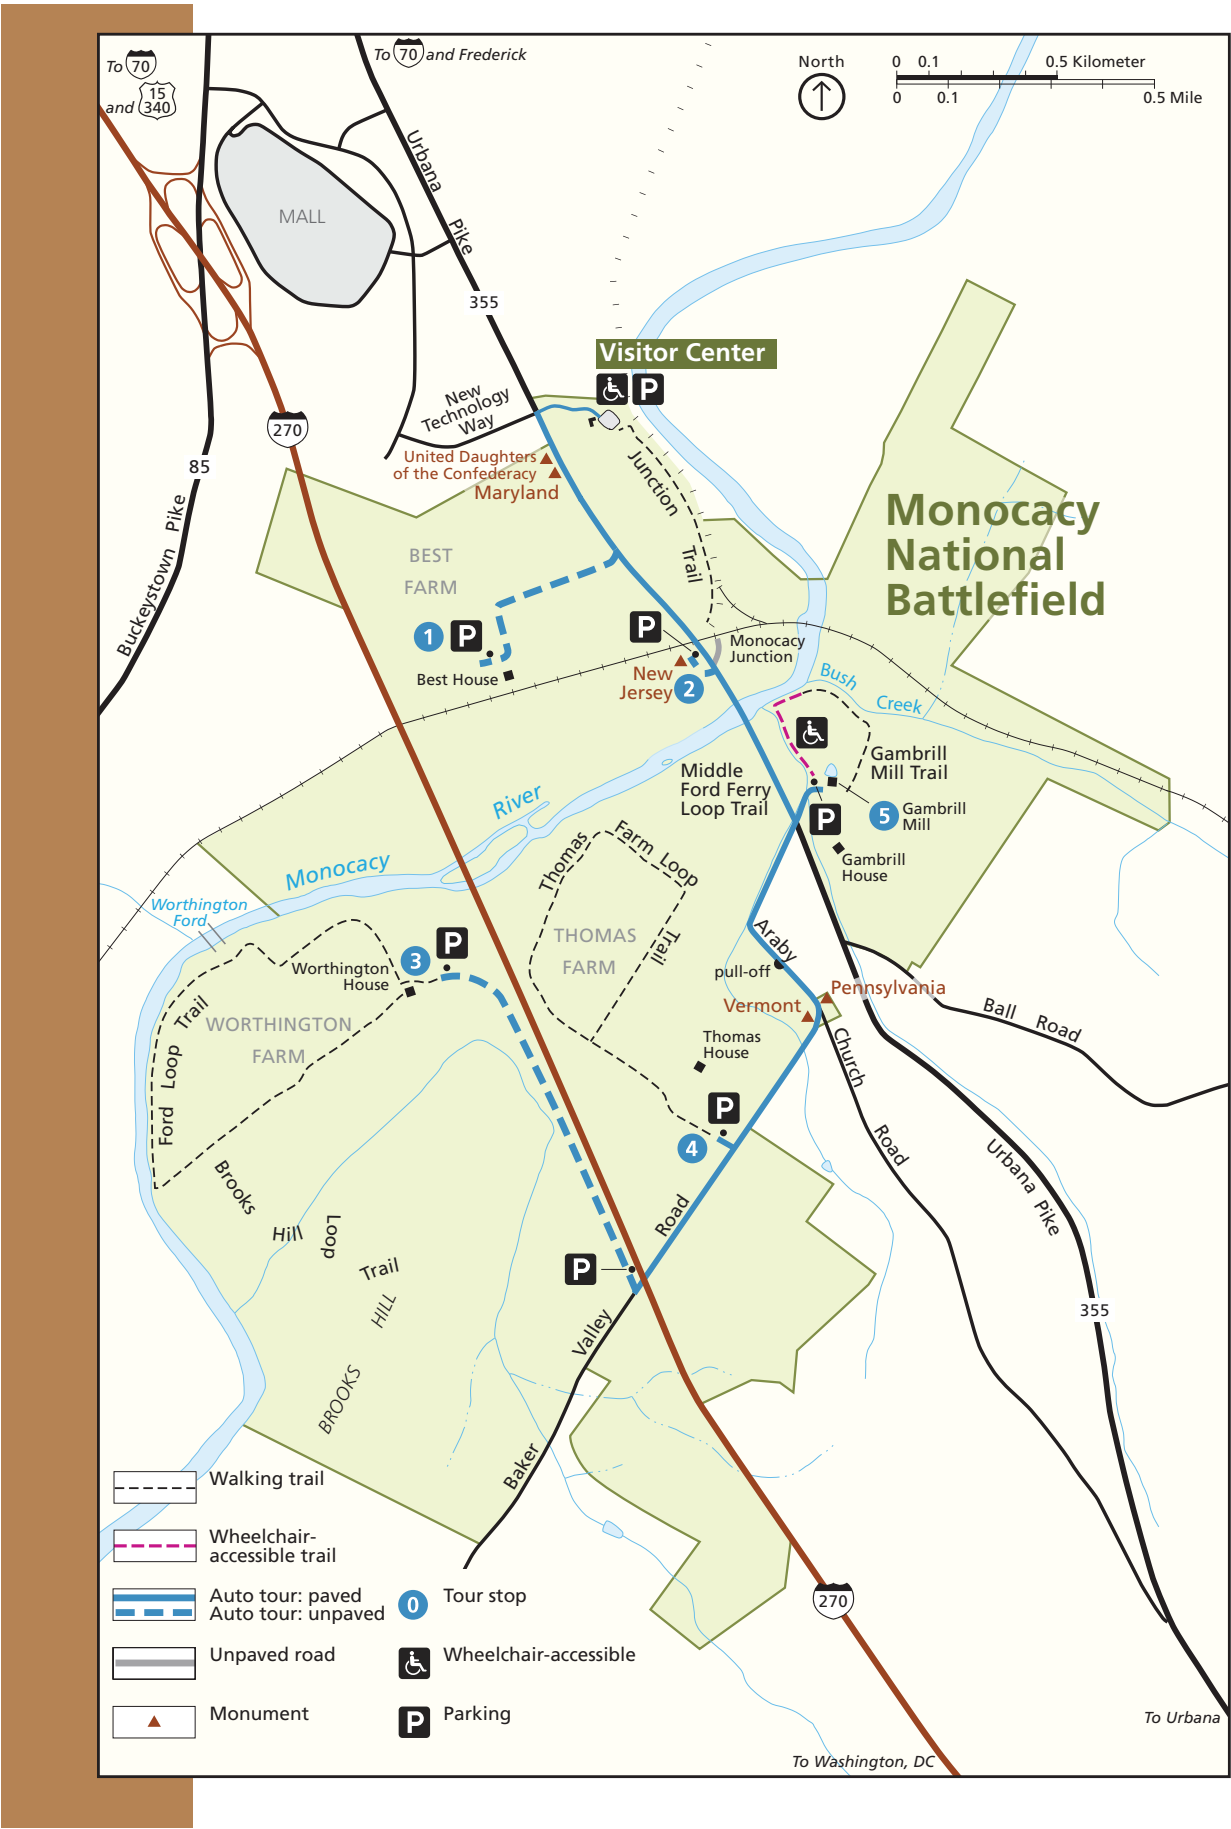 To 70
and 15 340
To 70 and Frederick
North
0 0.1 0.5 Kilometer
0 0.1 0.5 Mile
MALL
Urbana Pike
355
Visitor Center
P
New
Technology
Way
270
85
Buckeystown Pike
United Daughters
of the Confederacy
Maryland
Junction Trail
Monocacy
National
Battlefield
BEST
FARM
1 P
Best House
P
New
Jersey
2
Monocacy
Junction
Bush Creek
Middle
Ford Ferry
Loop Trail
Gambrill
Mill Trail
P
5 Gambrill
Mill
Gambrill
House
Monocacy River
Worthington
Ford
Thomas Farm Loop Trail
THOMAS
FARM
3 P
Worthington
House
WORTHINGTON
FARM
Ford Loop Trail
Araby
pull-off
Pennsylvania
Vermont
Thomas
House
Church Road
Ball Road
P
4
Road
Urbana Pike
355
Brooks Hill Loop Trail
BROOKS HILL
P
Baker Valley
Walking trail
Wheelchair-
accessible trail
Auto tour: paved
Auto tour: unpaved
Unpaved road
Monument
0 Tour stop
Wheelchair-accessible
P Parking
270
To Urbana
To Washington, DC